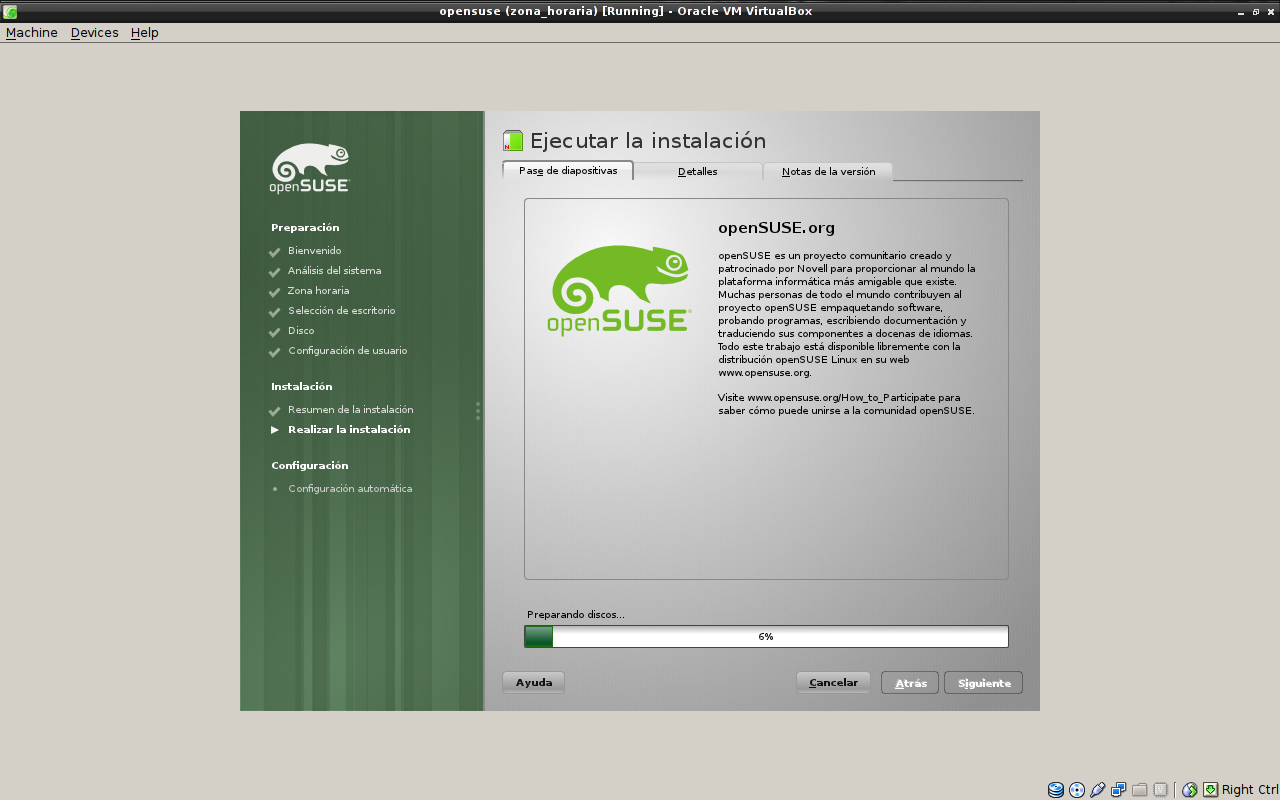 opensuse (zona_horaria) [Running] - Oracle VM VirtualBox
Machine Devices Help
openSUSE
Preparación
Bienvenido
Análisis del sistema
Zona horaria
Selección de escritorio
Disco
Configuración de usuario
Instalación
Resumen de la instalación
Realizar la instalación
Configuración
Configuración automática
Ejecutar la instalación
Pase de diapositivas Detalles Notas de la versión
openSUSE
openSUSE.org
openSUSE es un proyecto comunitario creado y
patrocinado por Novell para proporcionar al mundo la
plataforma informática más amigable que existe.
Muchas personas de todo el mundo contribuyen al
proyecto openSUSE empaquetando software,
probando programas, escribiendo documentación y
traduciendo sus componentes a docenas de idiomas.
Todo este trabajo está disponible libremente con la
distribución openSUSE Linux en su web
www.opensuse.org.
Visite www.opensuse.org/How_to_Participate para
saber cómo puede unirse a la comunidad openSUSE.
Preparando discos...
6%
Ayuda Cancelar Atrás Siguiente
Right Ctrl